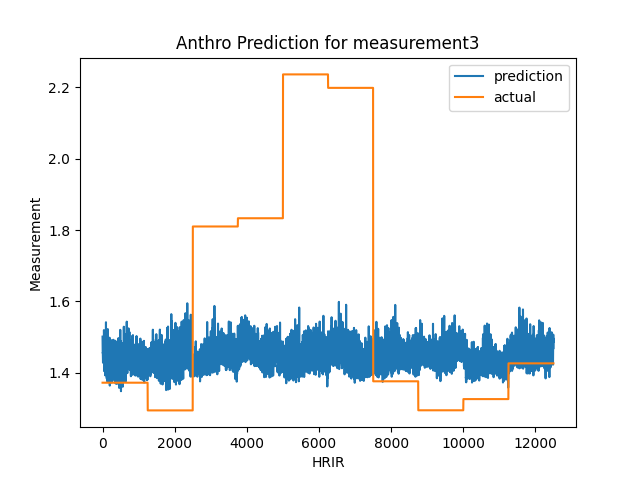 Anthro Prediction for measurement3
prediction
actual
2.2
2.0
1.8
1.6
1.4
Measurement
0
2000
4000
6000
8000
10000
12000
HRIR